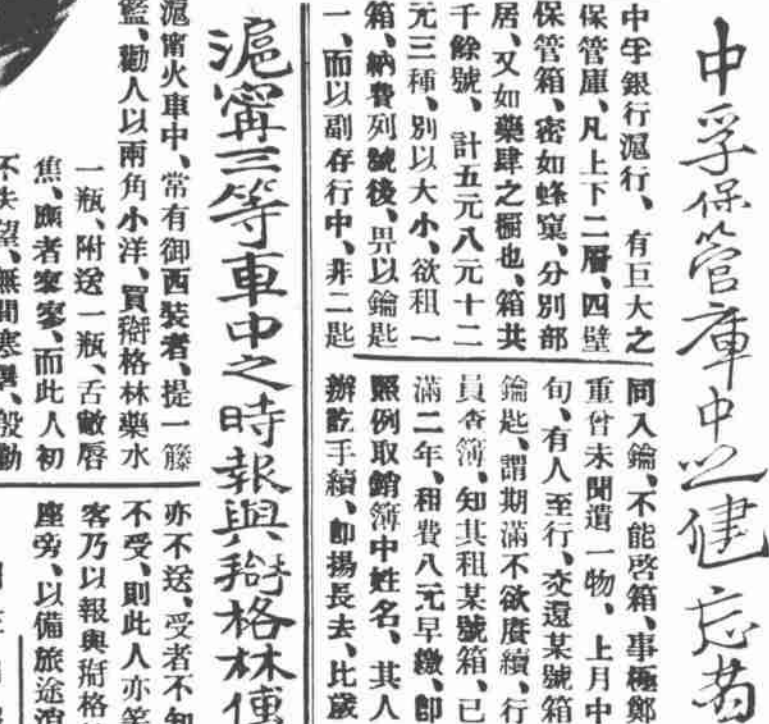 中孚保管庫中之健忘
中孚銀行滬行、有巨大之
保管庫、凡上下二層、四壁
保管箱、密如蜂窠、分別部
居、又如藥肆之櫥也、箱共
千餘號、計五元八元十二
元三種、別以大小、欲租一
箱、納費列號後、畀以鑰匙
一、而以副存行中、非二匙
同入鑰、不能啓箱、事極鄭
重曾未聞遺一物、上月中
旬、有人至行、交還某號箱
鑰匙、謂期滿不欲賡續、行
員查簿、知其租某號箱、已
滿二年、租費八元早繳、卽
照例取銷簿中姓名、其人
辦訖手續、卽揚長去、比歲
滬甯三等車中之時報與格林傳
滬甯火車中、常有御西裝者、提一籐
籃、勸人以兩角小洋、買格林藥水
一瓶、附送一瓶、舌敝唇
焦、應者寥寥、而此人初
不失望、無間寒暑、殷勤
亦不送、受者不知
不受、則此人亦笑
客乃以報與格
座旁、以備旅途消